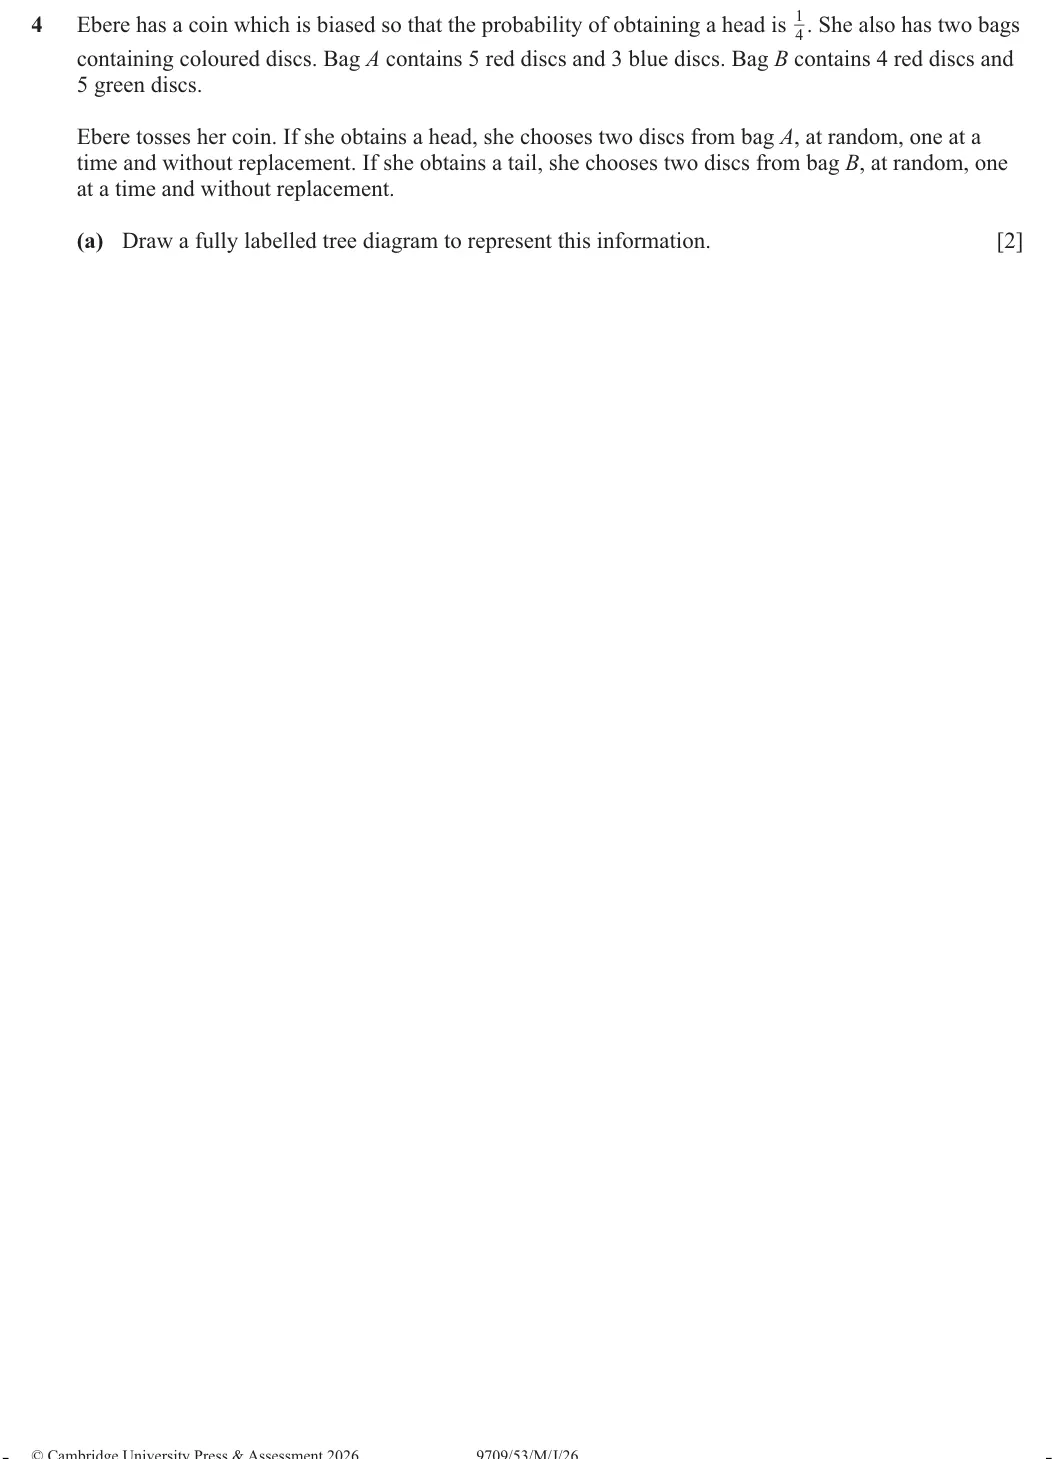 4 Ebere has a coin which is biased so that the probability of obtaining a head is 1/4. She also has two bags
containing coloured discs. Bag A contains 5 red discs and 3 blue discs. Bag B contains 4 red discs and
5 green discs.
Ebere tosses her coin. If she obtains a head, she chooses two discs from bag A, at random, one at a
time and without replacement. If she obtains a tail, she chooses two discs from bag B, at random, one
at a time and without replacement.
(a) Draw a fully labelled tree diagram to represent this information. [2]
© Cambridge University Press & Assessment 2026 9709/53/M/J/26